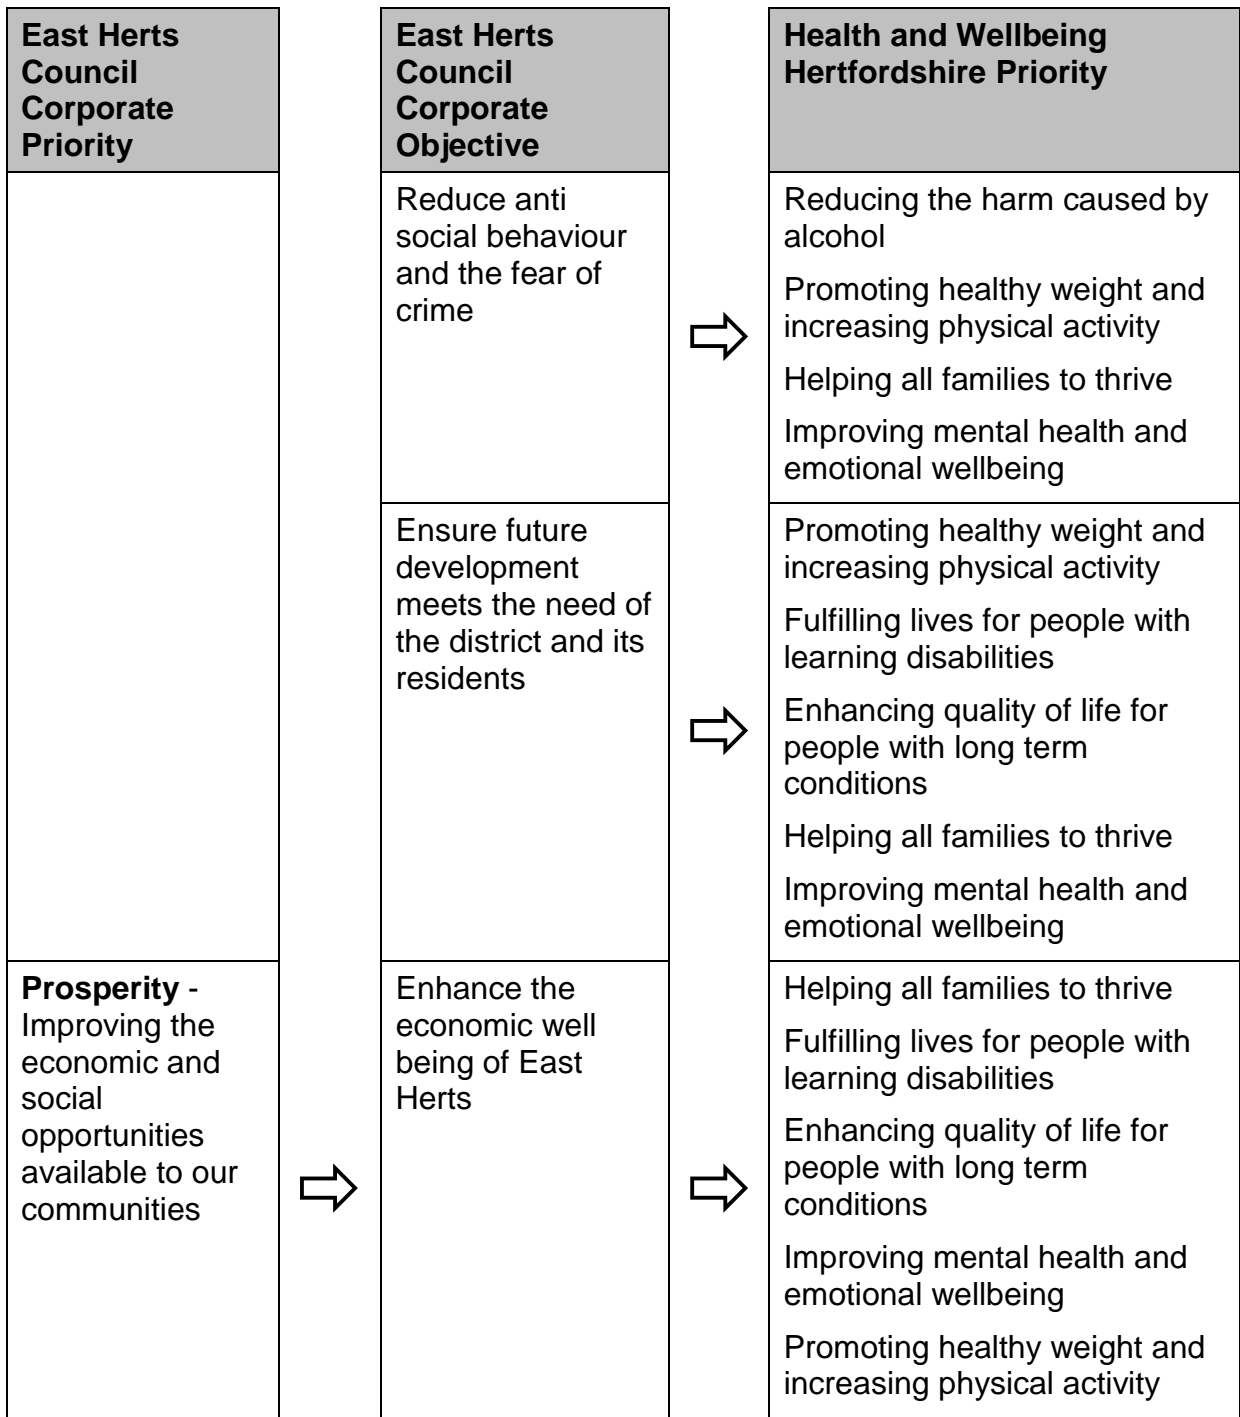 East Herts
Council
Corporate
Priority
East Herts
Council
Corporate
Objective
Health and Wellbeing
Hertfordshire Priority
Reduce anti
social behaviour
and the fear of
crime
Reducing the harm caused by
alcohol
Promoting healthy weight and
increasing physical activity
Helping all families to thrive
Improving mental health and
emotional wellbeing
Ensure future
development
meets the need of
the district and its
residents
Promoting healthy weight and
increasing physical activity
Fulfilling lives for people with
learning disabilities
Enhancing quality of life for
people with long term
conditions
Helping all families to thrive
Improving mental health and
emotional wellbeing
Prosperity -
Improving the
economic and
social
opportunities
available to our
communities
Enhance the
economic well
being of East
Herts
Helping all families to thrive
Fulfilling lives for people with
learning disabilities
Enhancing quality of life for
people with long term
conditions
Improving mental health and
emotional wellbeing
Promoting healthy weight and
increasing physical activity